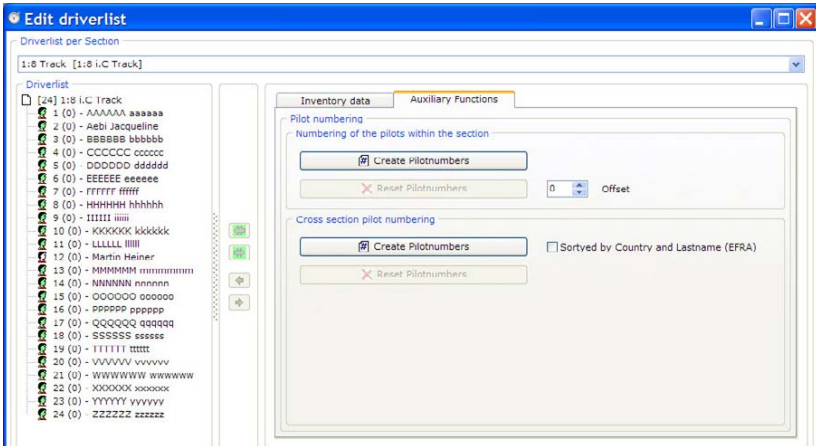 Edit driverlist
Driverlist per Section
1:8 Track [1:8 i.C Track]
Driverlist
[24] 1:8 i.C Track
1 (0) - AAAAAA aaaaaa
2 (0) - Aebi Jacqueline
3 (0) - BBBBBB bbbbbb
4 (0) - CCCCCC cccccc
5 (0) - DDDDDD dddddd
6 (0) - EEEEEE eeeeee
7 (0) - FFFFFF ffffff
8 (0) - HHHHHH hhhhhh
9 (0) - IIIIII iiiiii
10 (0) - KKKKKK kkkkkk
11 (0) - LLLLLL llllll
12 (0) - Martin Heiner
13 (0) - MMMMMM mmmmmm
14 (0) - NNNNNN nnnnnn
15 (0) - OOOOOO oooooo
16 (0) - PPPPPP pppppp
17 (0) - QQQQQQ qqqqqq
18 (0) - SSSSSS ssssss
19 (0) - TTTTTT tttttt
20 (0) - VVVVVV vvvvvv
21 (0) - WWWWWW wwwwww
22 (0) - XXXXXX xxxxxx
23 (0) - YYYYYY yyyyyy
24 (0) - ZZZZZZ zzzzzz
Inventory data
Auxiliary Functions
Pilot numbering
Numbering of the pilots within the section
Create Pilotnumbers
Reset Pilotnumbers
0 Offset
Cross section pilot numbering
Create Pilotnumbers
Sortyed by Country and Lastname (EFRA)
Reset Pilotnumbers